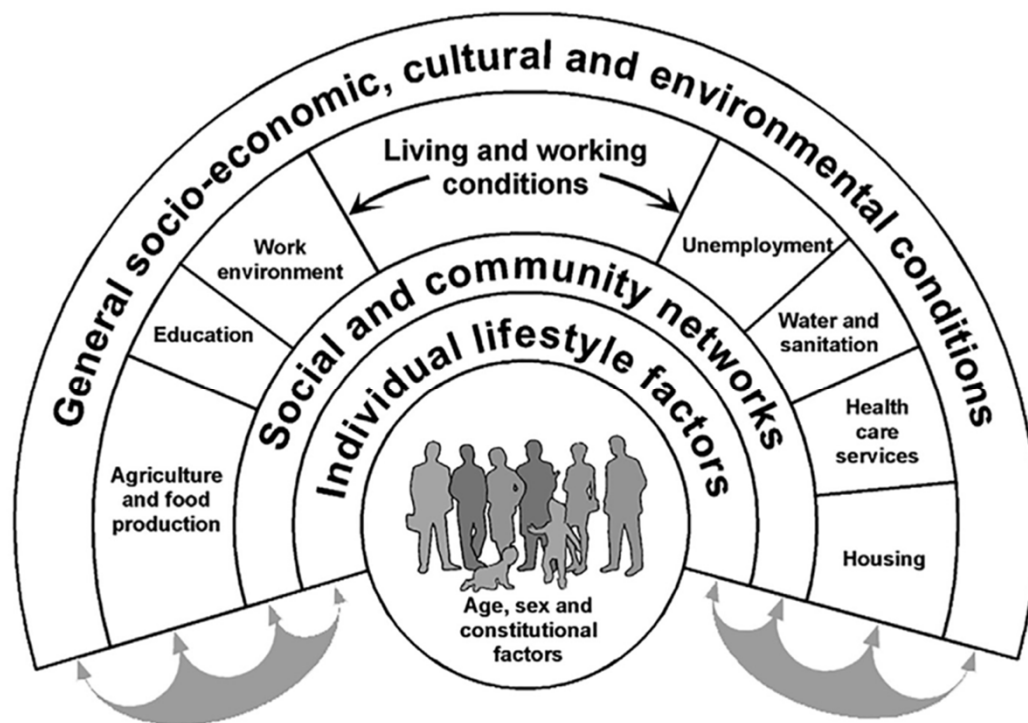 General socio-economic, cultural and environmental conditions
Living and working
conditions
Work
environment
Education
Agriculture
and food
production
Unemployment
Water and
sanitation
Health
care
services
Housing
Social and community networks
Individual lifestyle factors
Age, sex and
constitutional
factors